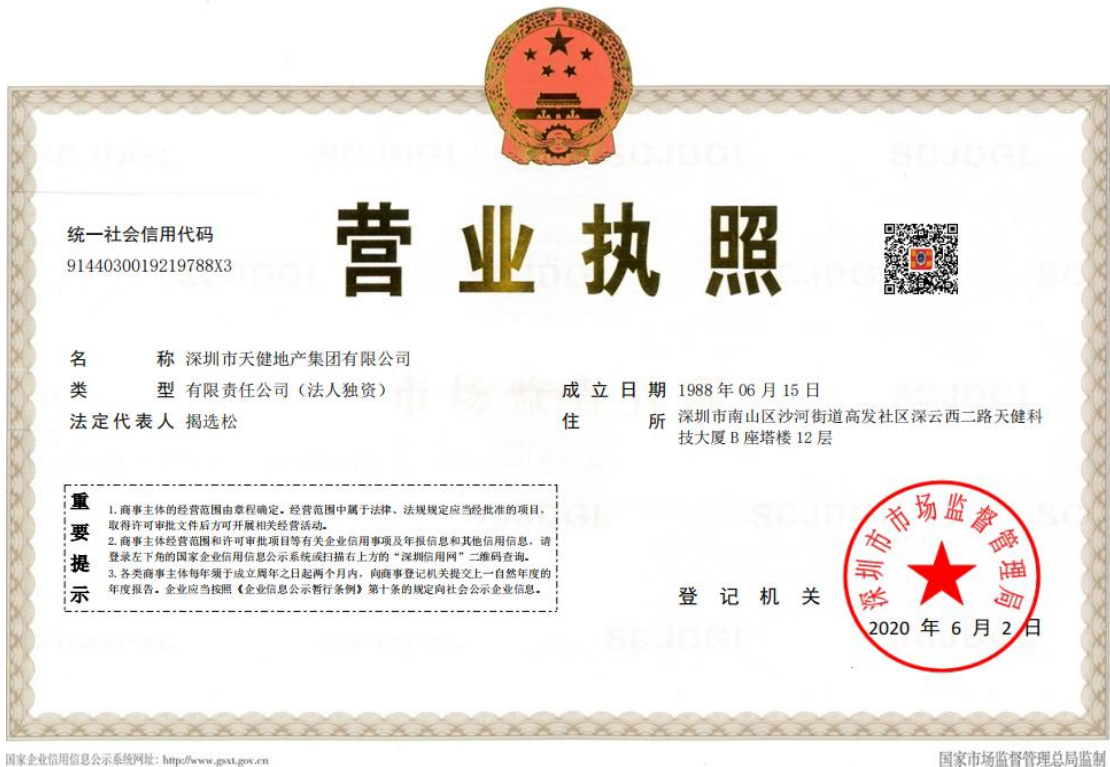 营业执照
统一社会信用代码
9144030019219788X3
名称 深圳市天健地产集团有限公司
类型 有限责任公司（法人独资）
法定代表人 揭选松
成立日期 1988年06月15日
住所 深圳市南山区沙河街道高发社区深云西二路天健科
技大厦B座塔楼12层
重要提示
1.商事主体的经营范围由章程确定。经营范围中属于法律、法规规定应当经批准的项目，
取得许可审批文件后方可开展相关经营活动。
2.商事主体经营范围和许可审批项目等有关企业信用事项及年报信息和其他信用信息，请
登录左下角的国家企业信用信息公示系统或扫描右上方的“深圳信用网”二维码查询。
3.各类商事主体每年须于成立周年之日起两个月内，向商事登记机关提交上一自然年度的
年度报告。企业应当按照《企业信息公示暂行条例》第十条的规定向社会公示企业信息。
登记机关
深圳市市场监督管理局
2020年6月2日
国家企业信用信息公示系统网址：http://www.gsxt.gov.cn
国家市场监督管理总局监制
SCJDGL